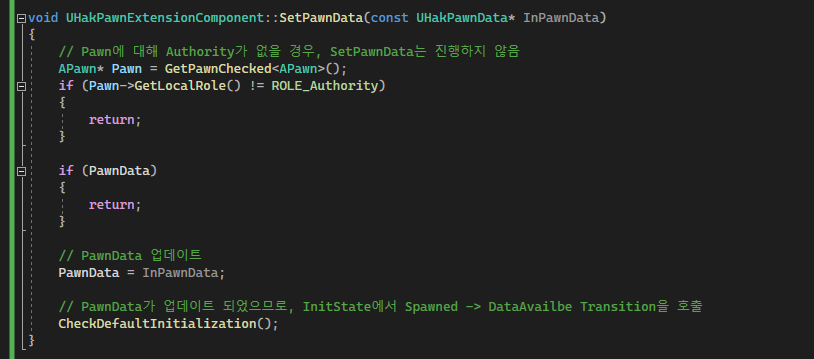 void UHakPawnExtensionComponent::SetPawnData(const UHakPawnData* InPawnData)
{
// Pawn에 대해 Authority가 없을 경우, SetPawnData는 진행하지 않음
APawn* Pawn = GetPawnChecked<APawn>();
if (Pawn->GetLocalRole() != ROLE_Authority)
{
return;
}
if (PawnData)
{
return;
}
// PawnData 업데이트
PawnData = InPawnData;
// PawnData가 업데이트 되었으므로, InitState에서 Spawned -> DataAvailbe Transition을 호출
CheckDefaultInitialization();
}